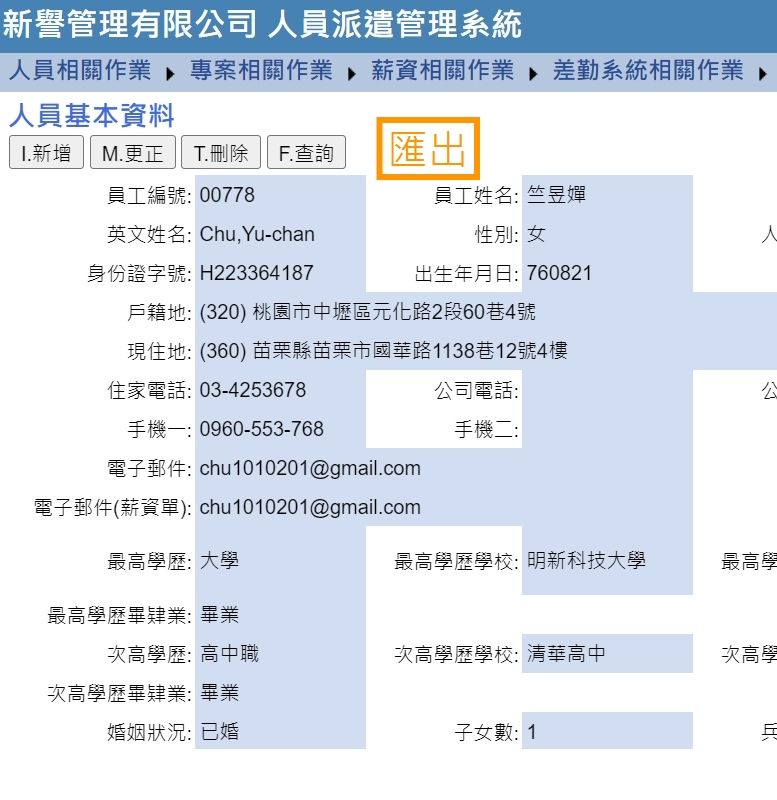 新譽管理有限公司 人員派遣管理系統
人員相關作業 ▶ 專案相關作業 ▶ 薪資相關作業 ▶ 差勤系統相關作業 ▶
人員基本資料
I.新增 M.更正 T.刪除 F.查詢 匯出
員工編號: 00778 員工姓名: 竺昱嬋
英文姓名: Chu,Yu-chan 性別: 女 人
身份證字號: H223364187 出生年月日: 760821
戶籍地: (320) 桃園市中壢區元化路2段60巷4號
現住地: (360) 苗栗縣苗栗市國華路1138巷12號4樓
住家電話: 03-4253678 公司電話: 公
手機一: 0960-553-768 手機二:
電子郵件: chu1010201@gmail.com
電子郵件(薪資單): chu1010201@gmail.com
最高學歷: 大學 最高學歷學校: 明新科技大學 最高學
最高學歷畢肄業: 畢業
次高學歷: 高中職 次高學歷學校: 清華高中 次高學
次高學歷畢肄業: 畢業
婚姻狀況: 已婚 子女數: 1 兵